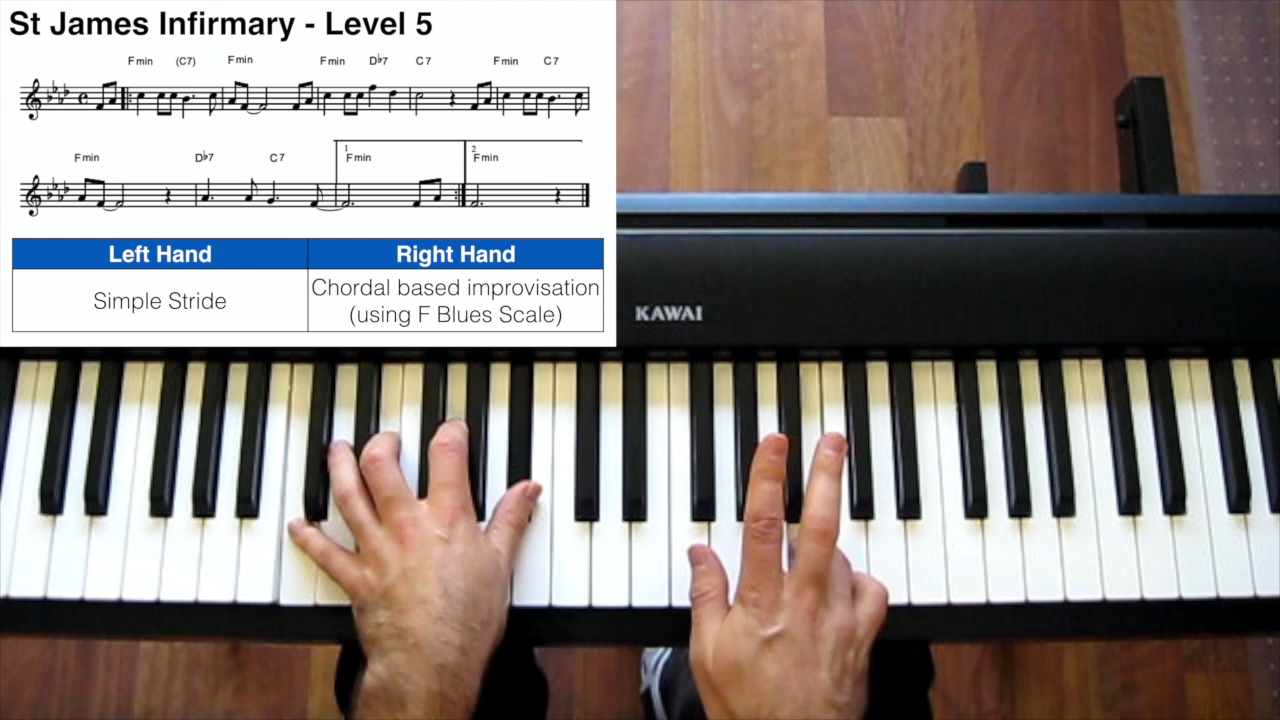 St James Infirmary - Level 5
Fmin (C7) Fmin Fmin D♭7 C7 Fmin C7
Fmin D♭7 C7 1 Fmin 2 Fmin
Left Hand Right Hand
Simple Stride Chordal based improvisation
(using F Blues Scale)
KAWAI